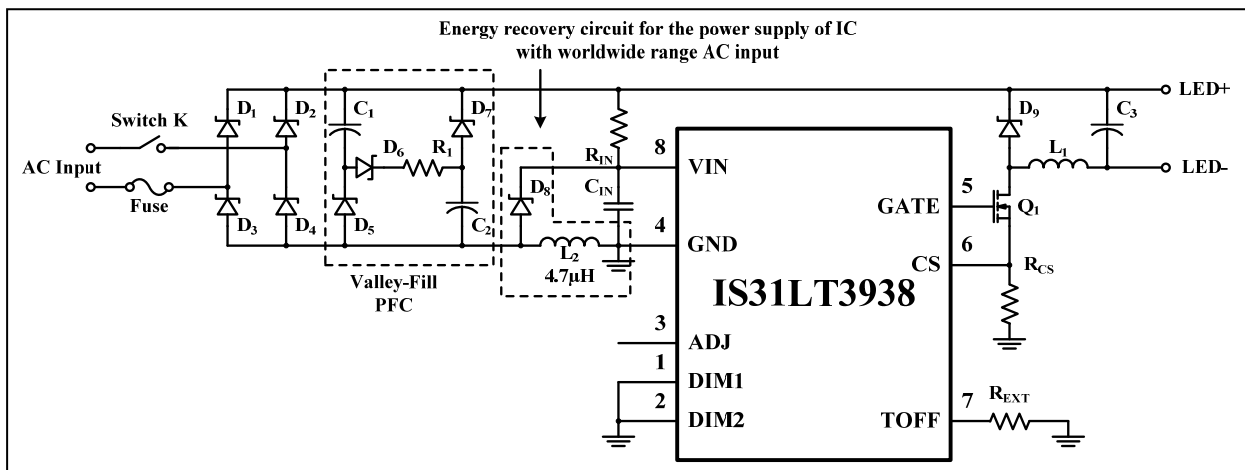 Energy recovery circuit for the power supply of IC
with worldwide range AC input
LED+
D1
D2
C1
D7
D9
C3
Switch K
D6
R1
RIN
8
VIN
L1
AC Input
LED-
Fuse
D8
CIN
5
GATE
Q1
D3
D4
D5
C2
4
GND
6
CS
RCS
L2
4.7µH
Valley-Fill
PFC
IS31LT3938
3
ADJ
1
DIM1
2
DIM2
7
TOFF
REXT